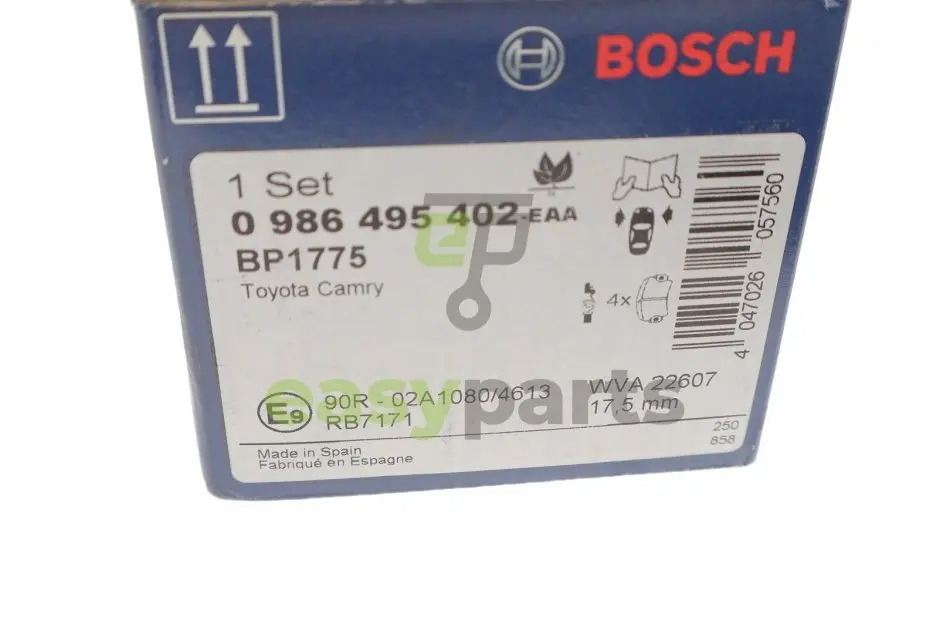 BOSCH
1 Set
0 986 495 402-EAA
BP1775
Toyota Camry
4x
4 047026 057560
easyparts
E9
90R - 02A1080/4613
RB7171
WVA 22607
17,5 mm
250
858
Made in Spain
Fabriqué en Espagne